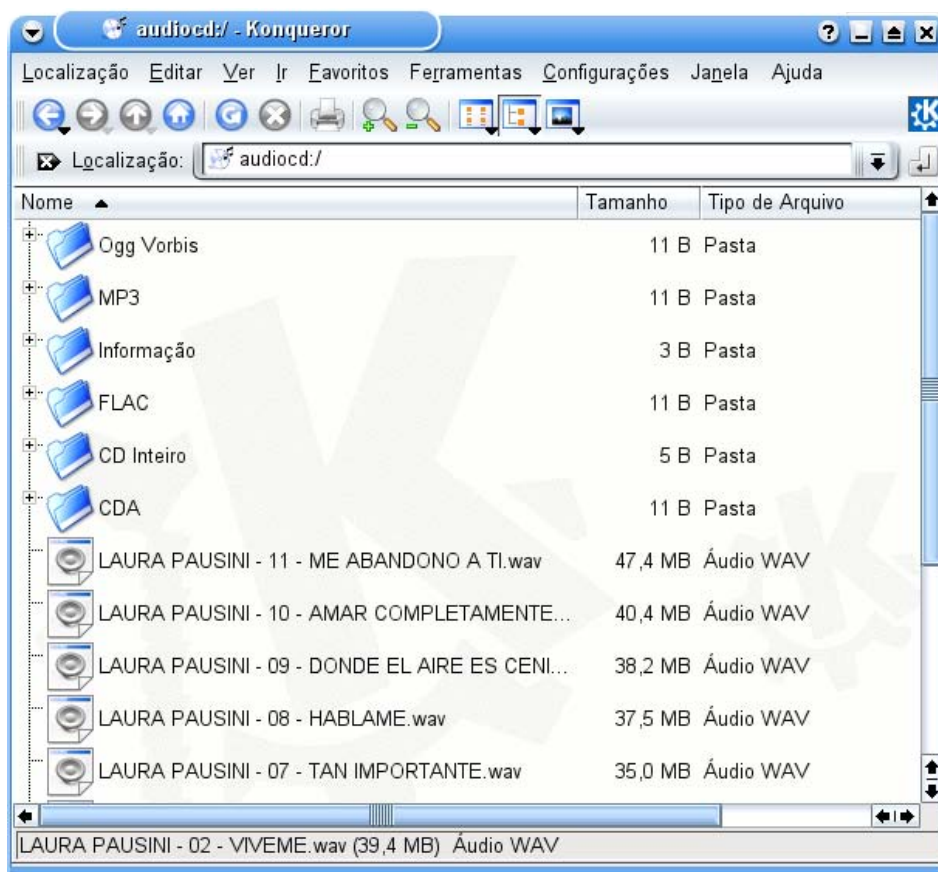 audiocd:/ - Konqueror
Localização Editar Ver Ir Favoritos Ferramentas Configurações Janela Ajuda
Localização: audiocd:/
Nome Tamanho Tipo de Arquivo
Ogg Vorbis 11 B Pasta
MP3 11 B Pasta
Informação 3 B Pasta
FLAC 11 B Pasta
CD Inteiro 5 B Pasta
CDA 11 B Pasta
LAURA PAUSINI - 11 - ME ABANDONO A TI.wav 47,4 MB Áudio WAV
LAURA PAUSINI - 10 - AMAR COMPLETAMENTE... 40,4 MB Áudio WAV
LAURA PAUSINI - 09 - DONDE EL AIRE ES CENI... 38,2 MB Áudio WAV
LAURA PAUSINI - 08 - HABLAME.wav 37,5 MB Áudio WAV
LAURA PAUSINI - 07 - TAN IMPORTANTE.wav 35,0 MB Áudio WAV
LAURA PAUSINI - 02 - VIVEME.wav (39,4 MB) Áudio WAV